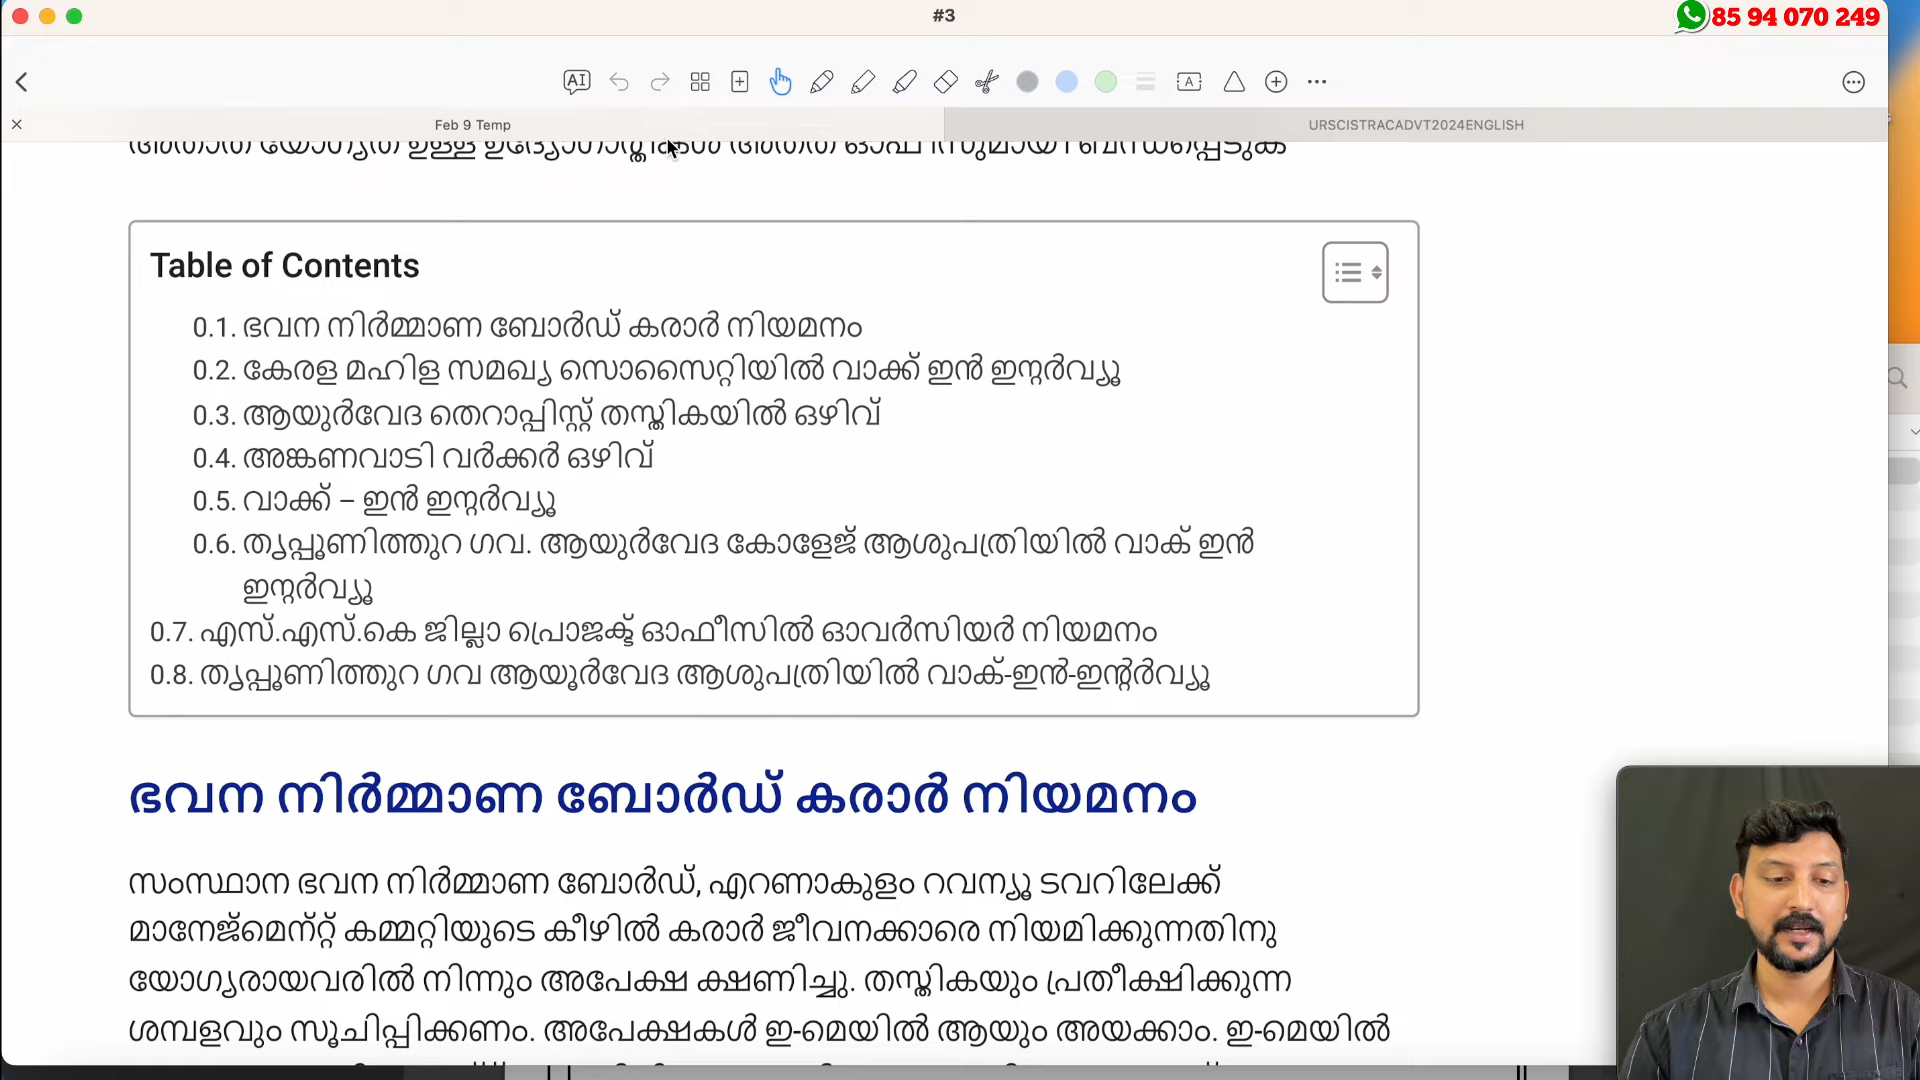 #3
85 94 070 249
AI
A
Feb 9 Temp
URSCISTRACADVT2024ENGLISH
Table of Contents
0.1. ഭവന നിർമ്മാണ ബോർഡ് കരാർ നിയമനം
0.2. കേരള മഹിള സമഖ്യ സൊസൈറ്റിയിൽ വാക്ക് ഇൻ ഇന്റർവ്യൂ
0.3. ആയുർവേദ തെറാപ്പിസ്റ്റ് തസ്തികയിൽ ഒഴിവ്
0.4. അങ്കണവാടി വർക്കർ ഒഴിവ്
0.5. വാക്ക് – ഇൻ ഇന്റർവ്യൂ
0.6. തൃപ്പൂണിത്തുറ ഗവ. ആയുർവേദ കോളേജ് ആശുപത്രിയിൽ വാക് ഇൻ
ഇന്റർവ്യൂ
0.7. എസ്.എസ്.കെ ജില്ലാ പ്രൊജക്ട് ഓഫീസിൽ ഓവർസിയർ നിയമനം
0.8. തൃപ്പൂണിത്തുറ ഗവ ആയൂർവേദ ആശുപത്രിയിൽ വാക്-ഇൻ-ഇന്റർവ്യൂ
ഭവന നിർമ്മാണ ബോർഡ് കരാർ നിയമനം
സംസ്ഥാന ഭവന നിർമ്മാണ ബോർഡ്, എറണാകുളം റവന്യൂ ടവറിലേക്ക്
മാനേജ്മെന്റ് കമ്മറ്റിയുടെ കീഴിൽ കരാർ ജീവനക്കാരെ നിയമിക്കുന്നതിനു
യോഗ്യരായവരിൽ നിന്നും അപേക്ഷ ക്ഷണിച്ചു. തസ്തികയും പ്രതീക്ഷിക്കുന്ന
ശമ്പളവും സൂചിപ്പിക്കണം. അപേക്ഷകൾ ഇ-മെയിൽ ആയും അയക്കാം. ഇ-മെയിൽ